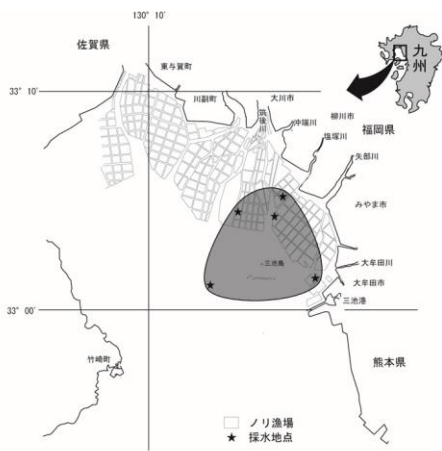 130° 10'
佐賀県
東与賀町
九州
33° 10'
川副町
大川市
筑後川
沖端川
柳川市
塩塚川
福岡県
矢部川
みやま市
三池島
大牟田川
大牟田市
33° 00'
三池港
竹崎町
熊本県
ノリ漁場
★ 採水地点